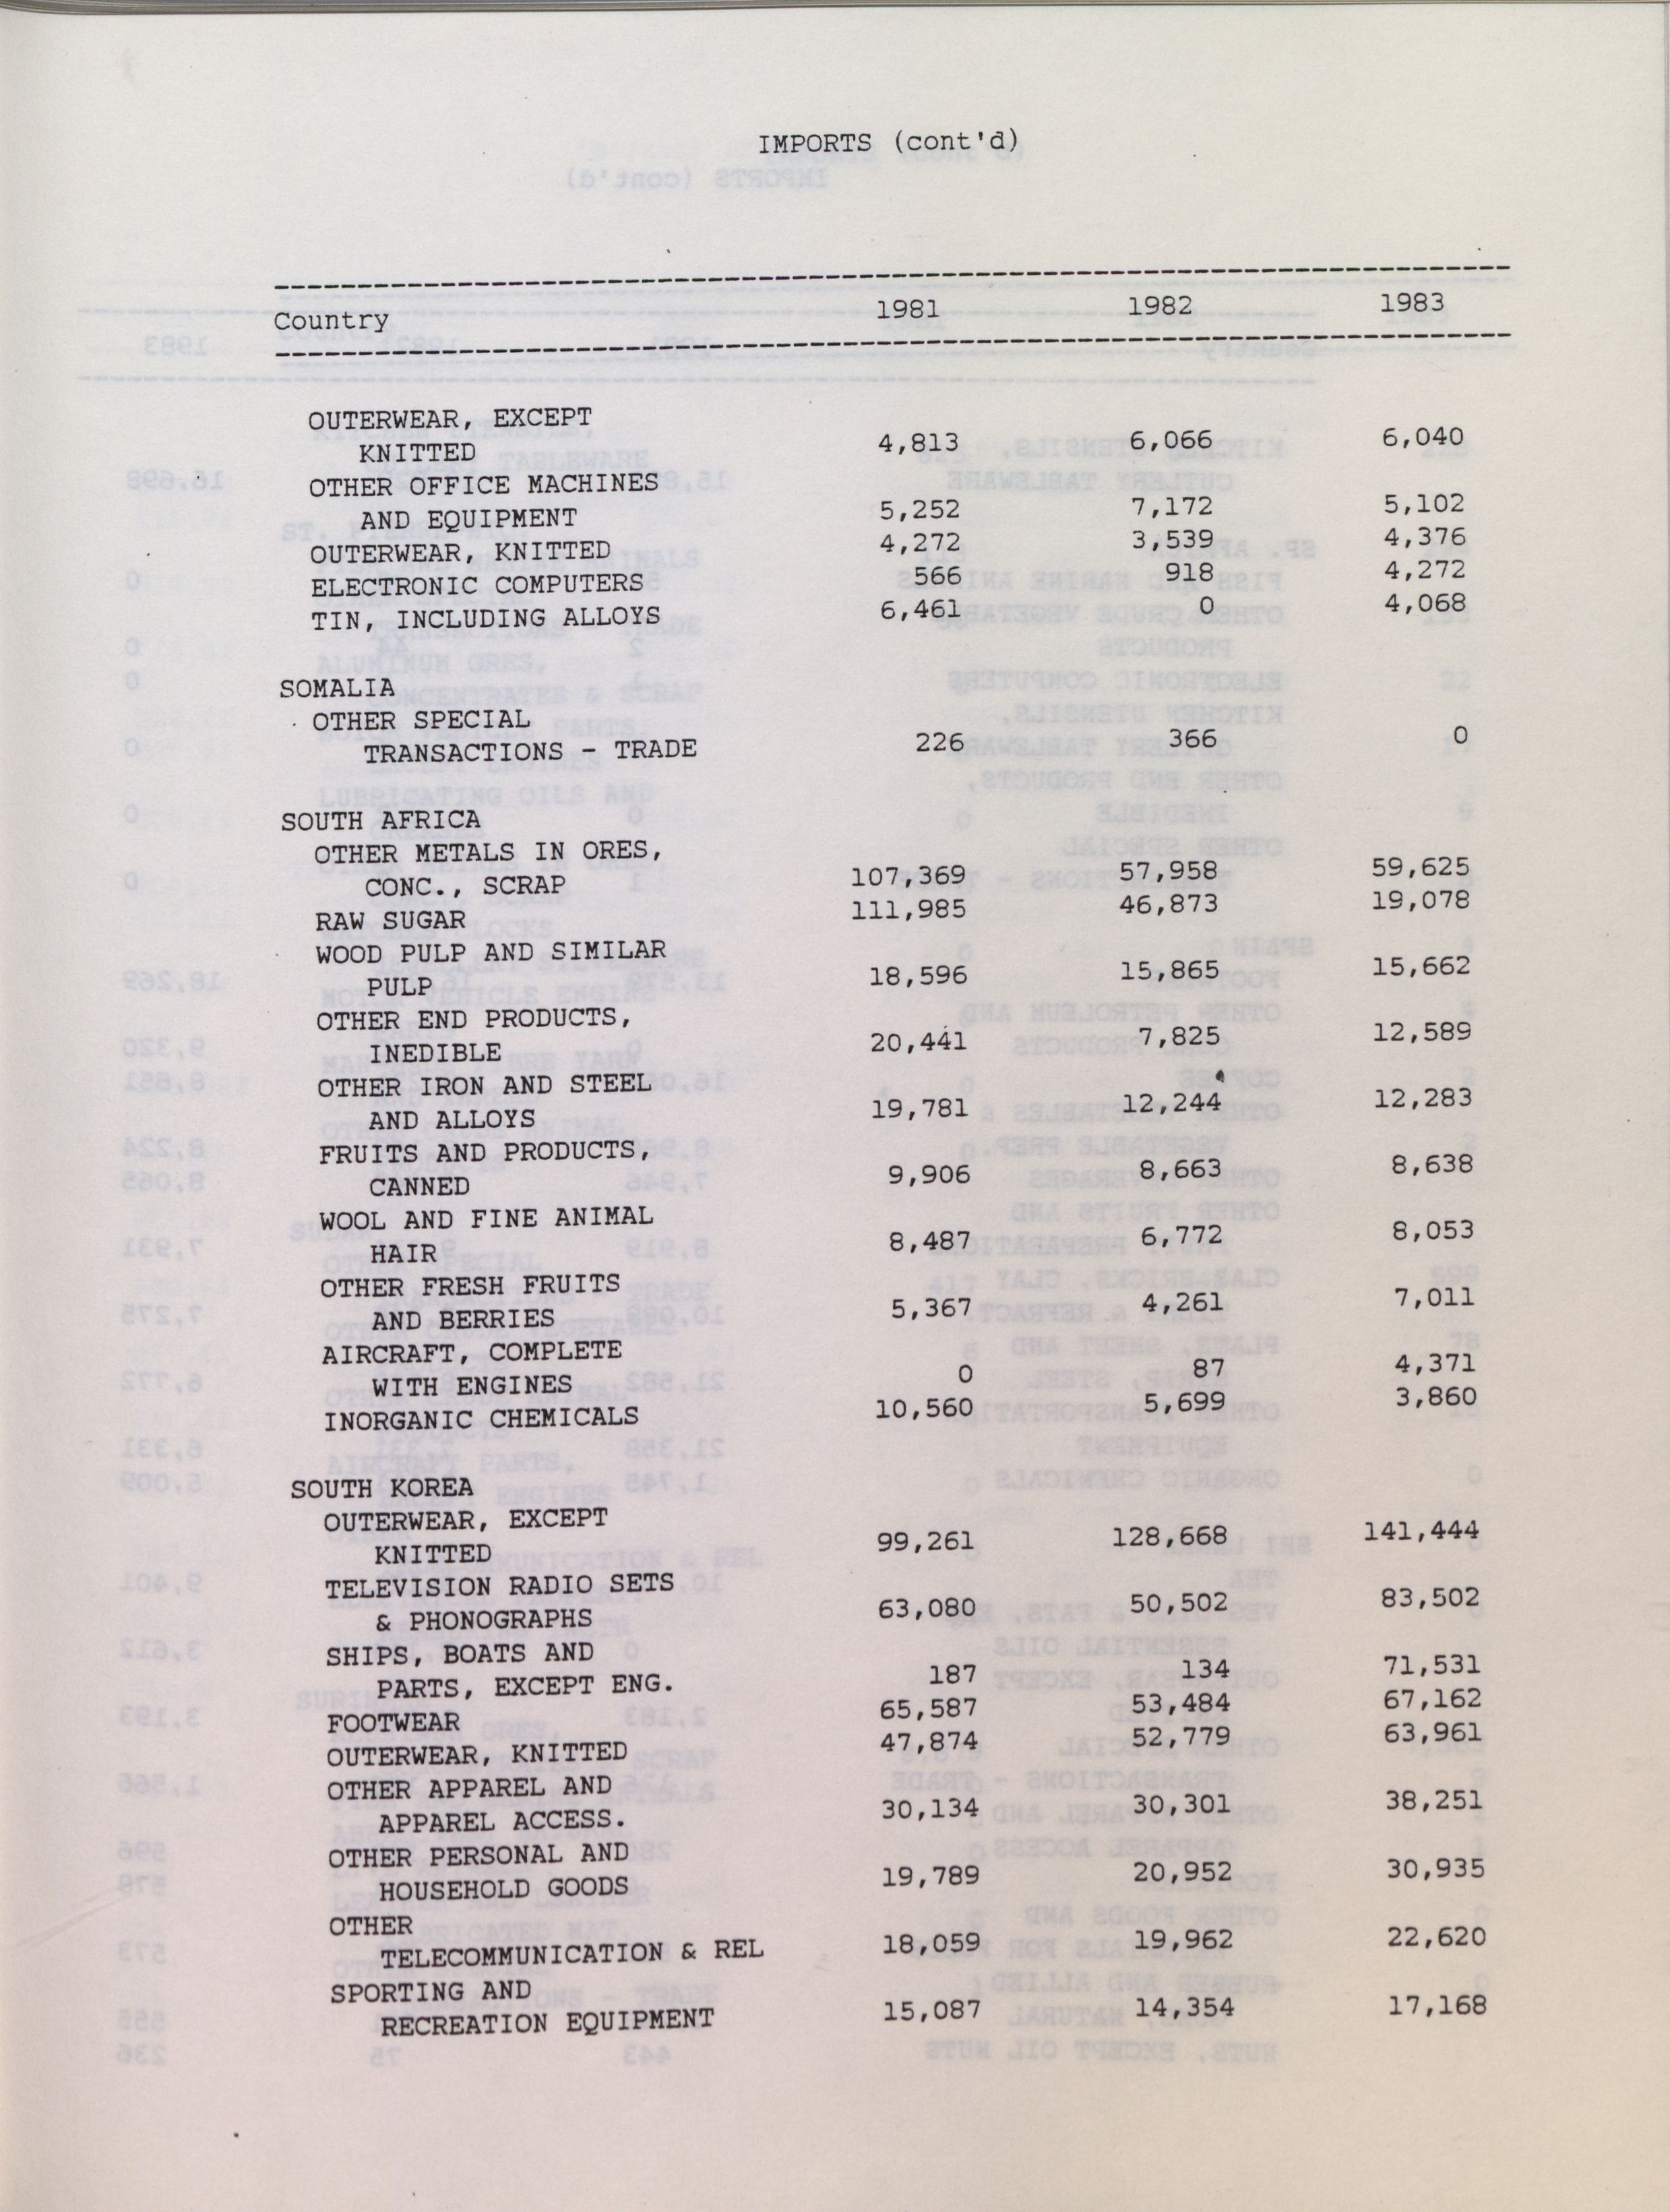 IMPORTS (cont'd)
Country 1981 1982 1983
OUTERWEAR, EXCEPT
KNITTED 4,813 6,066 6,040
OTHER OFFICE MACHINES
AND EQUIPMENT 5,252 7,172 5,102
OUTERWEAR, KNITTED 4,272 3,539 4,376
ELECTRONIC COMPUTERS 566 918 4,272
TIN, INCLUDING ALLOYS 6,461 0 4,068
SOMALIA
OTHER SPECIAL
TRANSACTIONS - TRADE 226 366 0
SOUTH AFRICA
OTHER METALS IN ORES,
CONC., SCRAP 107,369 57,958 59,625
RAW SUGAR 111,985 46,873 19,078
WOOD PULP AND SIMILAR
PULP 18,596 15,865 15,662
OTHER END PRODUCTS,
INEDIBLE 20,441 7,825 12,589
OTHER IRON AND STEEL
AND ALLOYS 19,781 12,244 12,283
FRUITS AND PRODUCTS,
CANNED 9,906 8,663 8,638
WOOL AND FINE ANIMAL
HAIR 8,487 6,772 8,053
OTHER FRESH FRUITS
AND BERRIES 5,367 4,261 7,011
AIRCRAFT, COMPLETE
WITH ENGINES 0 87 4,371
INORGANIC CHEMICALS 10,560 5,699 3,860
SOUTH KOREA
OUTERWEAR, EXCEPT
KNITTED 99,261 128,668 141,444
TELEVISION RADIO SETS
& PHONOGRAPHS 63,080 50,502 83,502
SHIPS, BOATS AND
PARTS, EXCEPT ENG. 187 134 71,531
FOOTWEAR 65,587 53,484 67,162
OUTERWEAR, KNITTED 47,874 52,779 63,961
OTHER APPAREL AND
APPAREL ACCESS. 30,134 30,301 38,251
OTHER PERSONAL AND
HOUSEHOLD GOODS 19,789 20,952 30,935
OTHER
TELECOMMUNICATION & REL 18,059 19,962 22,620
SPORTING AND
RECREATION EQUIPMENT 15,087 14,354 17,168